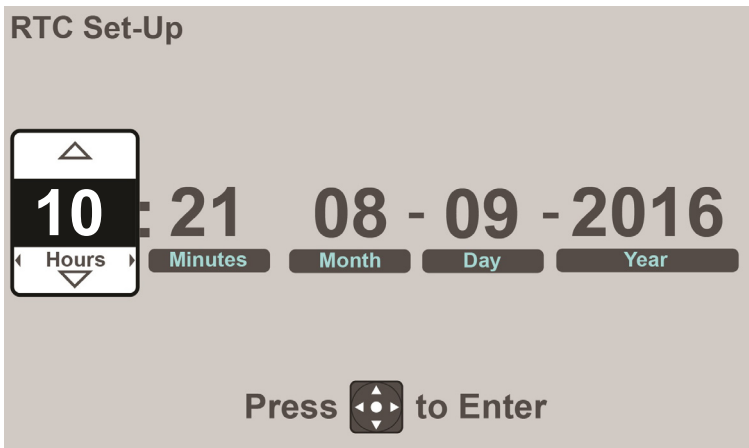 RTC Set-Up
10 : 21 08 - 09 - 2016
Hours Minutes Month Day Year
Press to Enter